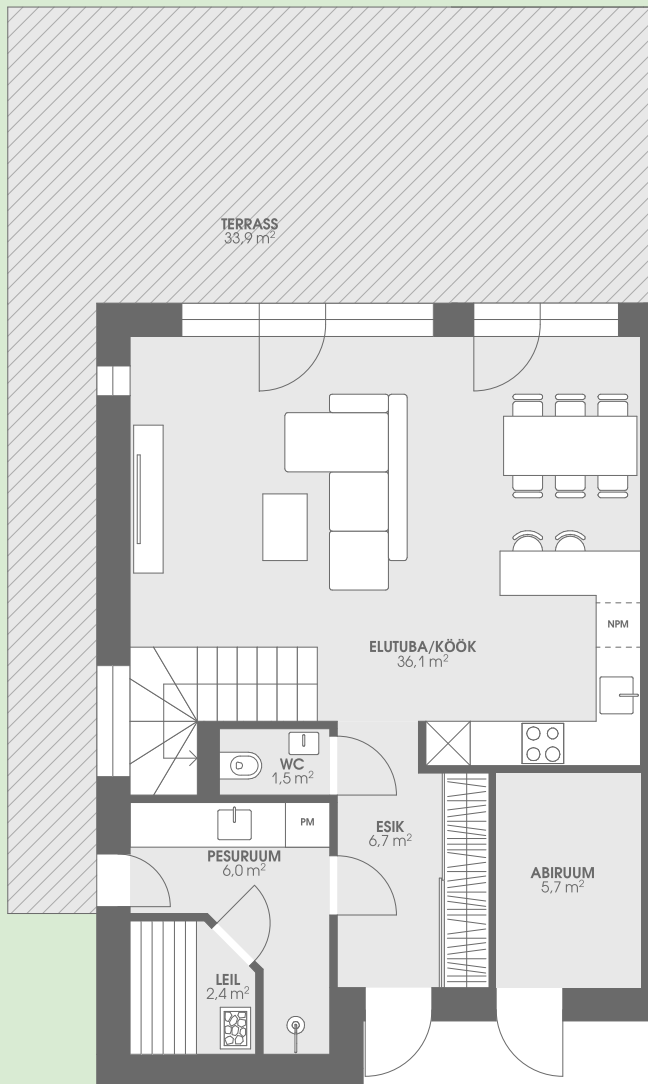 TERRASS
33,9 m²
NPM
ELUTUBA/KÖÖK
36,1 m²
WC
1,5 m²
PM
ESIK
6,7 m²
PESURUUM
6,0 m²
ABIRUUM
5,7 m²
LEIL
2,4 m²